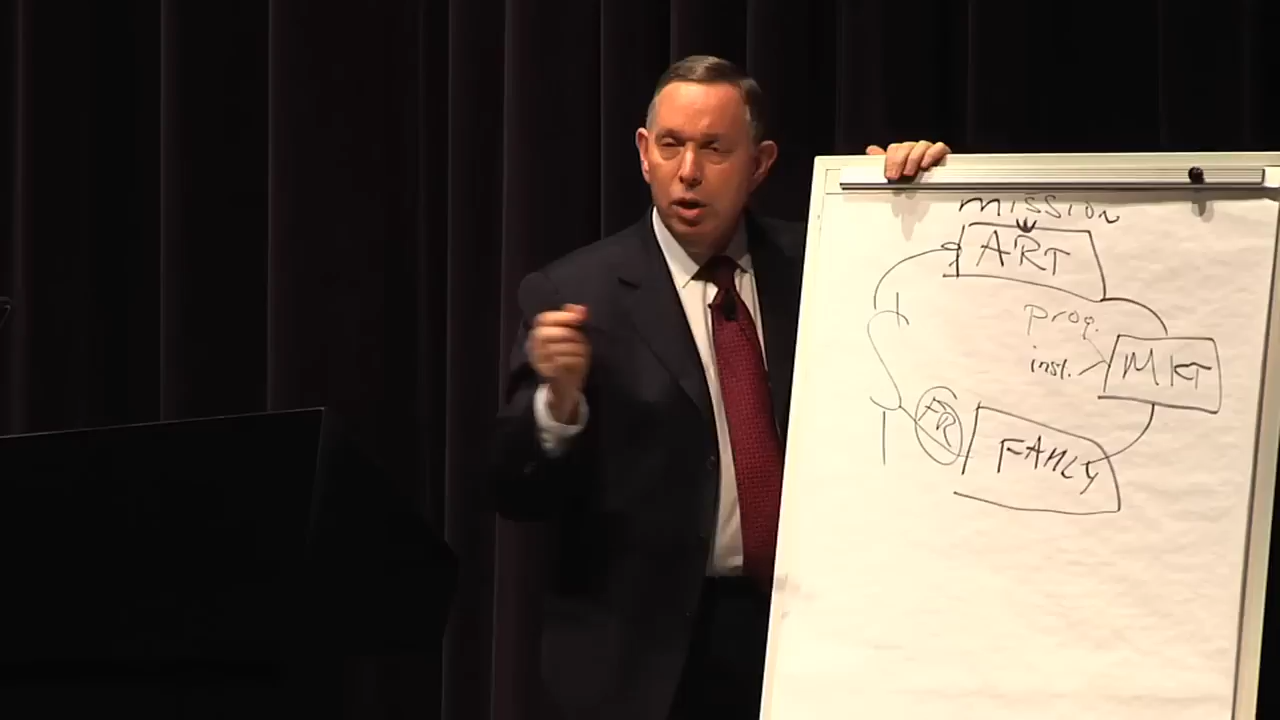 mission
ART
prog.
inst.
MKT
FR
FAMLY